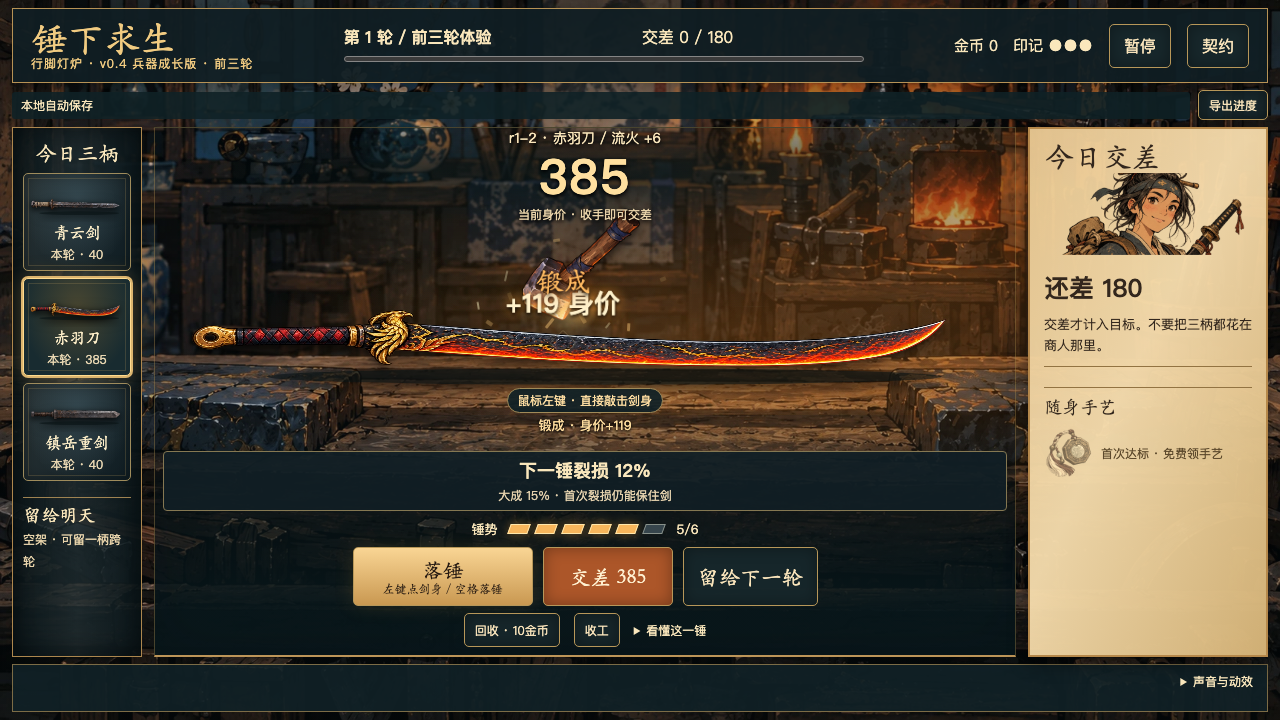 锤下求生
行脚灯炉 · v0.4 兵器成长版 · 前三轮
第 1 轮 / 前三轮体验
交差 0 / 180
金币 0 印记
暂停
契约
本地自动保存
导出进度
今日三柄
青云剑
本轮 · 40
赤羽刀
本轮 · 385
镇岳重剑
本轮 · 40
留给明天
空架 · 可留一柄跨
轮
r1–2 · 赤羽刀 / 流火 +6
385
当前身价 · 收手即可交差
锻成
+119 身价
鼠标左键 · 直接敲击剑身
锻成 · 身价+119
下一锤裂损 12%
大成 15% · 首次裂损仍能保住剑
锤势 5/6
落锤
左键点剑身 / 空格落锤
交差 385
留给下一轮
回收 · 10金币
收工
看懂这一锤
今日交差
还差 180
交差才计入目标。不要把三柄都花在
商人那里。
随身手艺
首次达标 · 免费领手艺
声音与动效